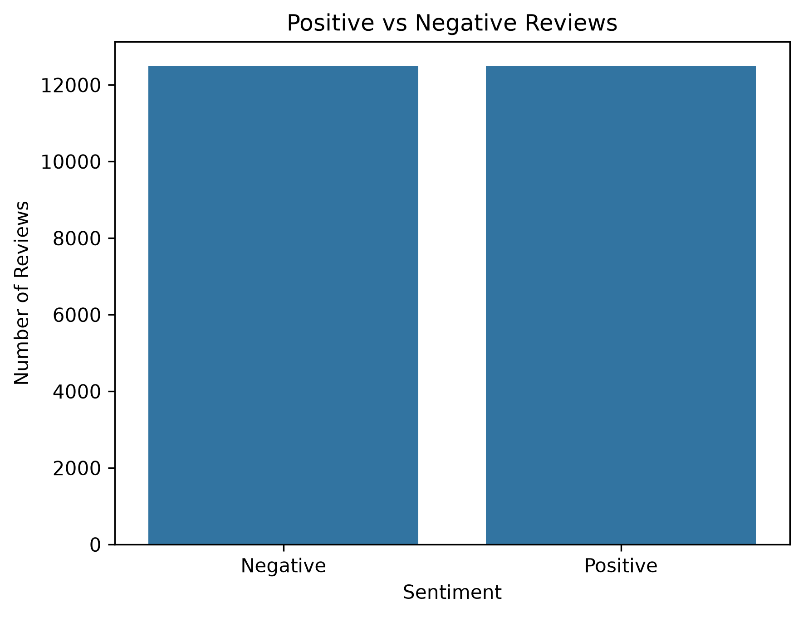 Positive vs Negative Reviews
Number of Reviews
12000
10000
8000
6000
4000
2000
0
Negative Positive
Sentiment